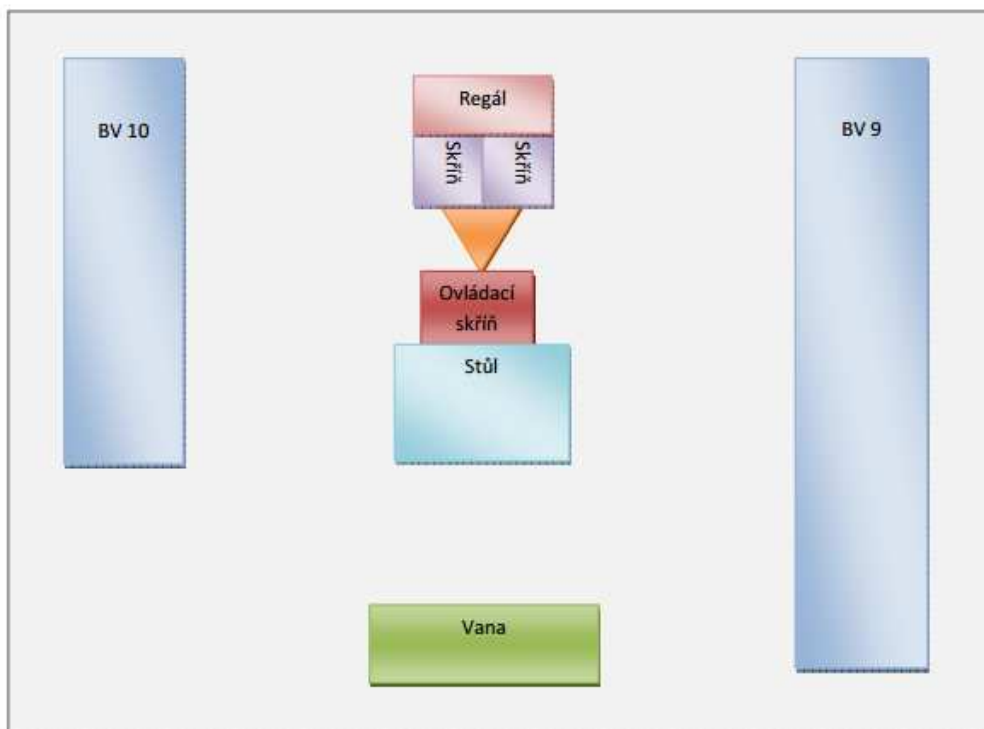 BV 10
Regál
BV 9
Skříň
Skříň
Ovládací
skříň
Stůl
Vana